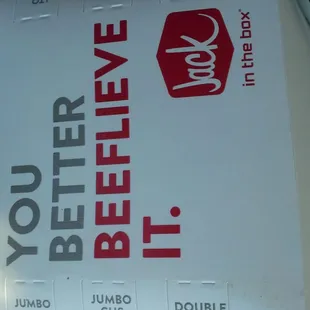 Jack
in the box
YOU
BETTER
BEEFLIEVE
IT.
JUMBO
JUMBO
DOUBLE